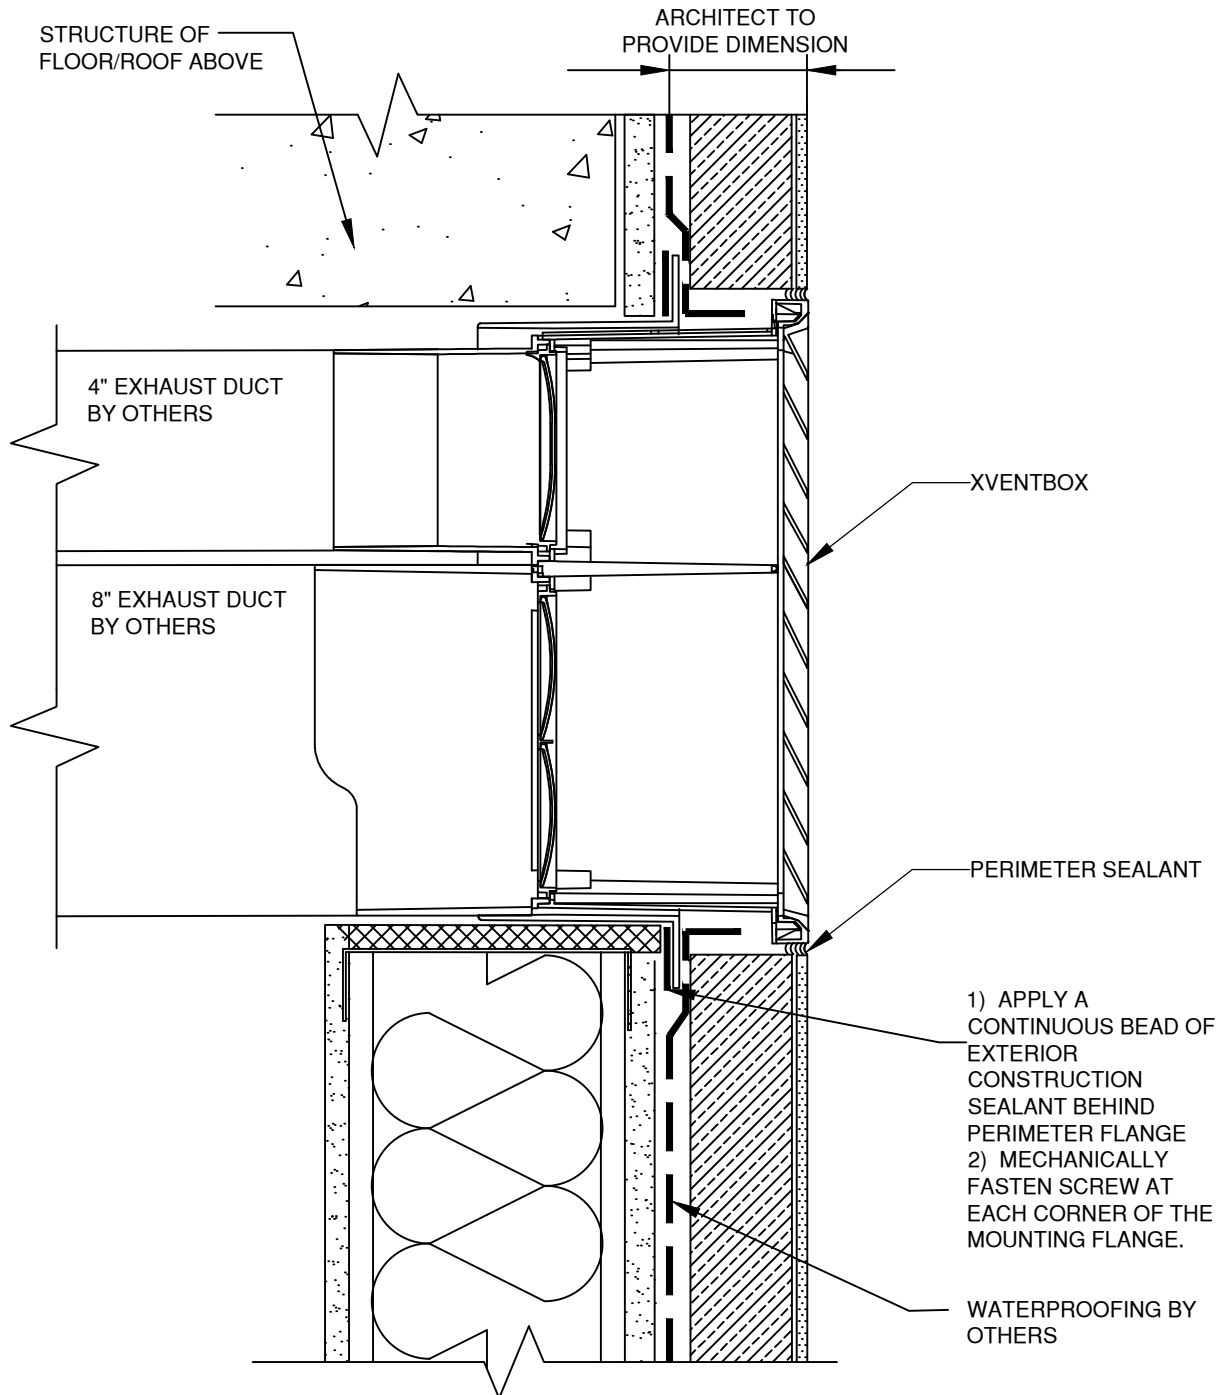 STRUCTURE OF
FLOOR/ROOF ABOVE
ARCHITECT TO
PROVIDE DIMENSION
4" EXHAUST DUCT
BY OTHERS
XVENTBOX
8" EXHAUST DUCT
BY OTHERS
PERIMETER SEALANT
1) APPLY A
CONTINUOUS BEAD OF
EXTERIOR
CONSTRUCTION
SEALANT BEHIND
PERIMETER FLANGE
2) MECHANICALLY
FASTEN SCREW AT
EACH CORNER OF THE
MOUNTING FLANGE.
WATERPROOFING BY
OTHERS